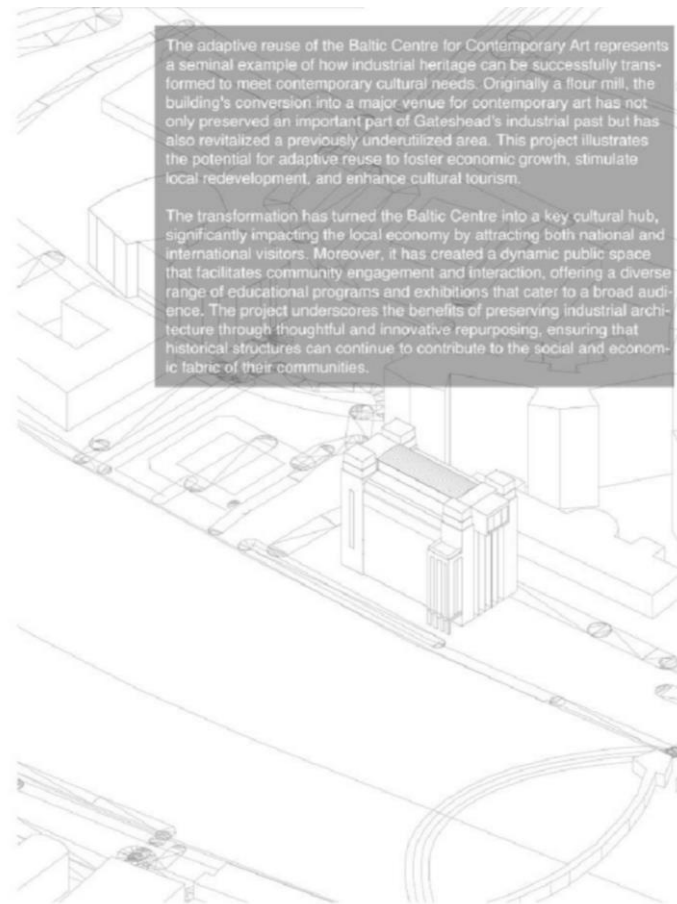 The adaptive reuse of the Baltic Centre for Contemporary Art represents
a seminal example of how industrial heritage can be successfully trans-
formed to meet contemporary cultural needs. Originally a flour mill, the
building's conversion into a major venue for contemporary art has not
only preserved an important part of Gateshead's industrial past but has
also revitalized a previously underutilized area. This project illustrates
the potential for adaptive reuse to foster economic growth, stimulate
local redevelopment, and enhance cultural tourism.
The transformation has turned the Baltic Centre into a key cultural hub,
significantly impacting the local economy by attracting both national and
international visitors. Moreover, it has created a dynamic public space
that facilitates community engagement and interaction, offering a diverse
range of educational programs and exhibitions that cater to a broad audi-
ence. The project underscores the benefits of preserving industrial archi-
tecture through thoughtful and innovative repurposing, ensuring that
historical structures can continue to contribute to the social and econom-
ic fabric of their communities.